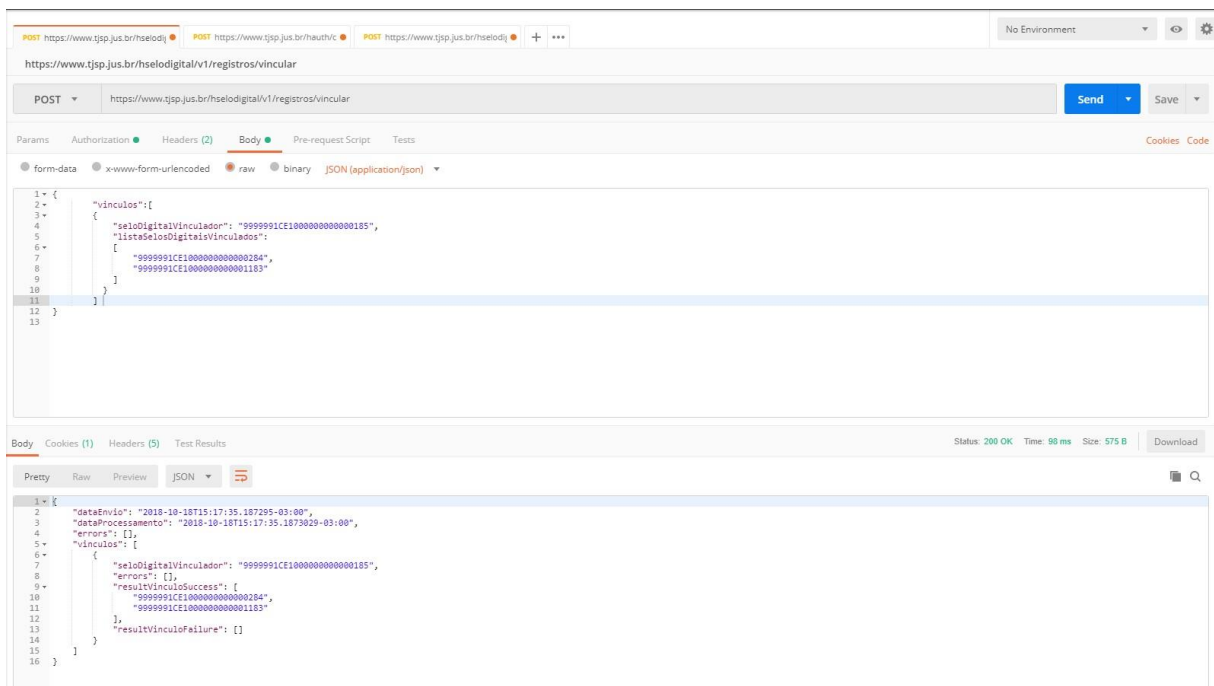 POST https://www.tjsp.jus.br/hselodig POST https://www.tjsp.jus.br/hauth/c POST https://www.tjsp.jus.br/hselodig + ••• No Environment
https://www.tjsp.jus.br/hselodigital/v1/registros/vincular
POST https://www.tjsp.jus.br/hselodigital/v1/registros/vincular Send Save
Params Authorization Headers (2) Body Pre-request Script Tests Cookies Code
form-data x-www-form-urlencoded raw binary JSON (application/json)
1 {
2 "vinculos":[
3 {
4 "seloDigitalVinculador": "9999991CE1000000000000185",
5 "listaSelosDigitaisVinculados":
6 [
7 "9999991CE1000000000000284",
8 "9999991CE1000000000001183"
9 ]
10 }
11 ]
12 }
13
Body Cookies (1) Headers (5) Test Results Status: 200 OK Time: 98 ms Size: 575 B Download
Pretty Raw Preview JSON
1 {
2 "dataEnvio": "2018-10-18T15:17:35.187295-03:00",
3 "dataProcessamento": "2018-10-18T15:17:35.1873029-03:00",
4 "errors": [],
5 "vinculos": [
6 {
7 "seloDigitalVinculador": "9999991CE1000000000000185",
8 "errors": [],
9 "resultVinculoSuccess": [
10 "9999991CE1000000000000284",
11 "9999991CE1000000000001183"
12 ],
13 "resultVinculoFailure": []
14 }
15 ]
16 }